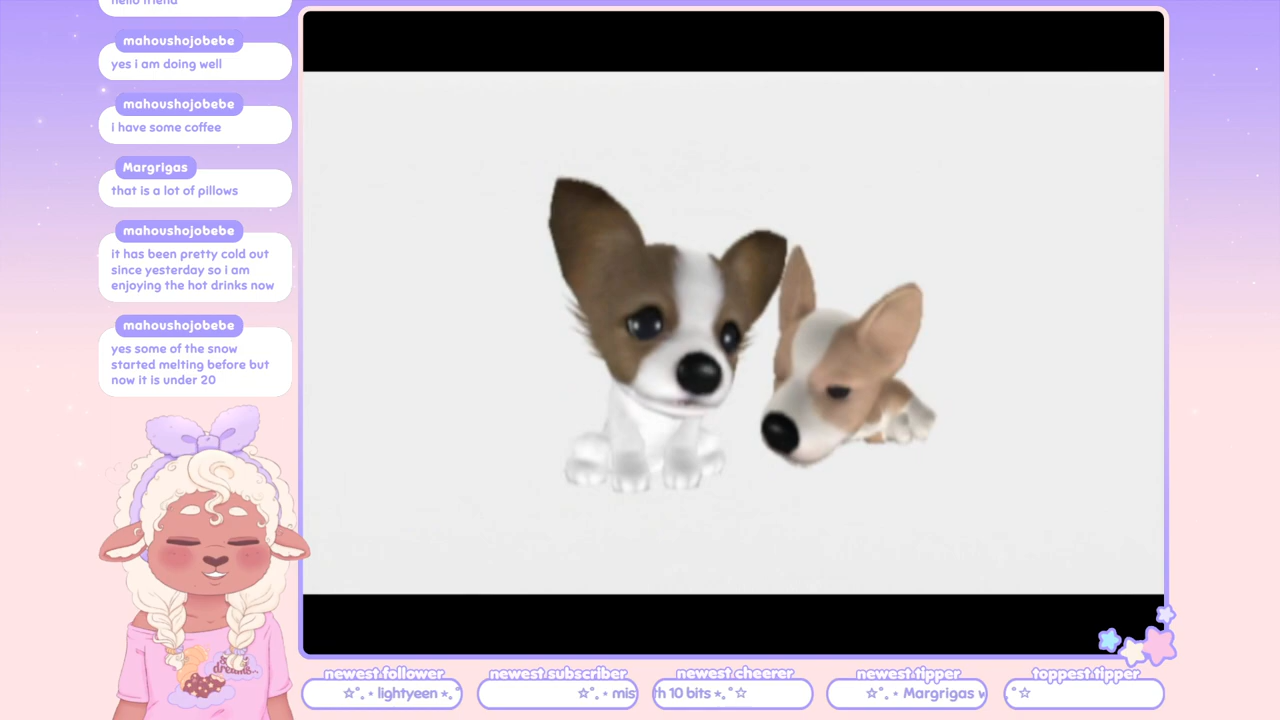 hello friend
mahoushojobebe
yes i am doing well
mahoushojobebe
i have some coffee
Margrigas
that is a lot of pillows
mahoushojobebe
it has been pretty cold out
since yesterday so i am
enjoying the hot drinks now
mahoushojobebe
yes some of the snow
started melting before but
now it is under 20
dreams
newest follower
☆°。⋆ lightyeen ⋆.°
newest subscriber
☆°。⋆ mis
newest cheerer
h 10 bits ⋆.°☆
newest tipper
☆°。⋆ Margrigas w
toppest tipper
°☆